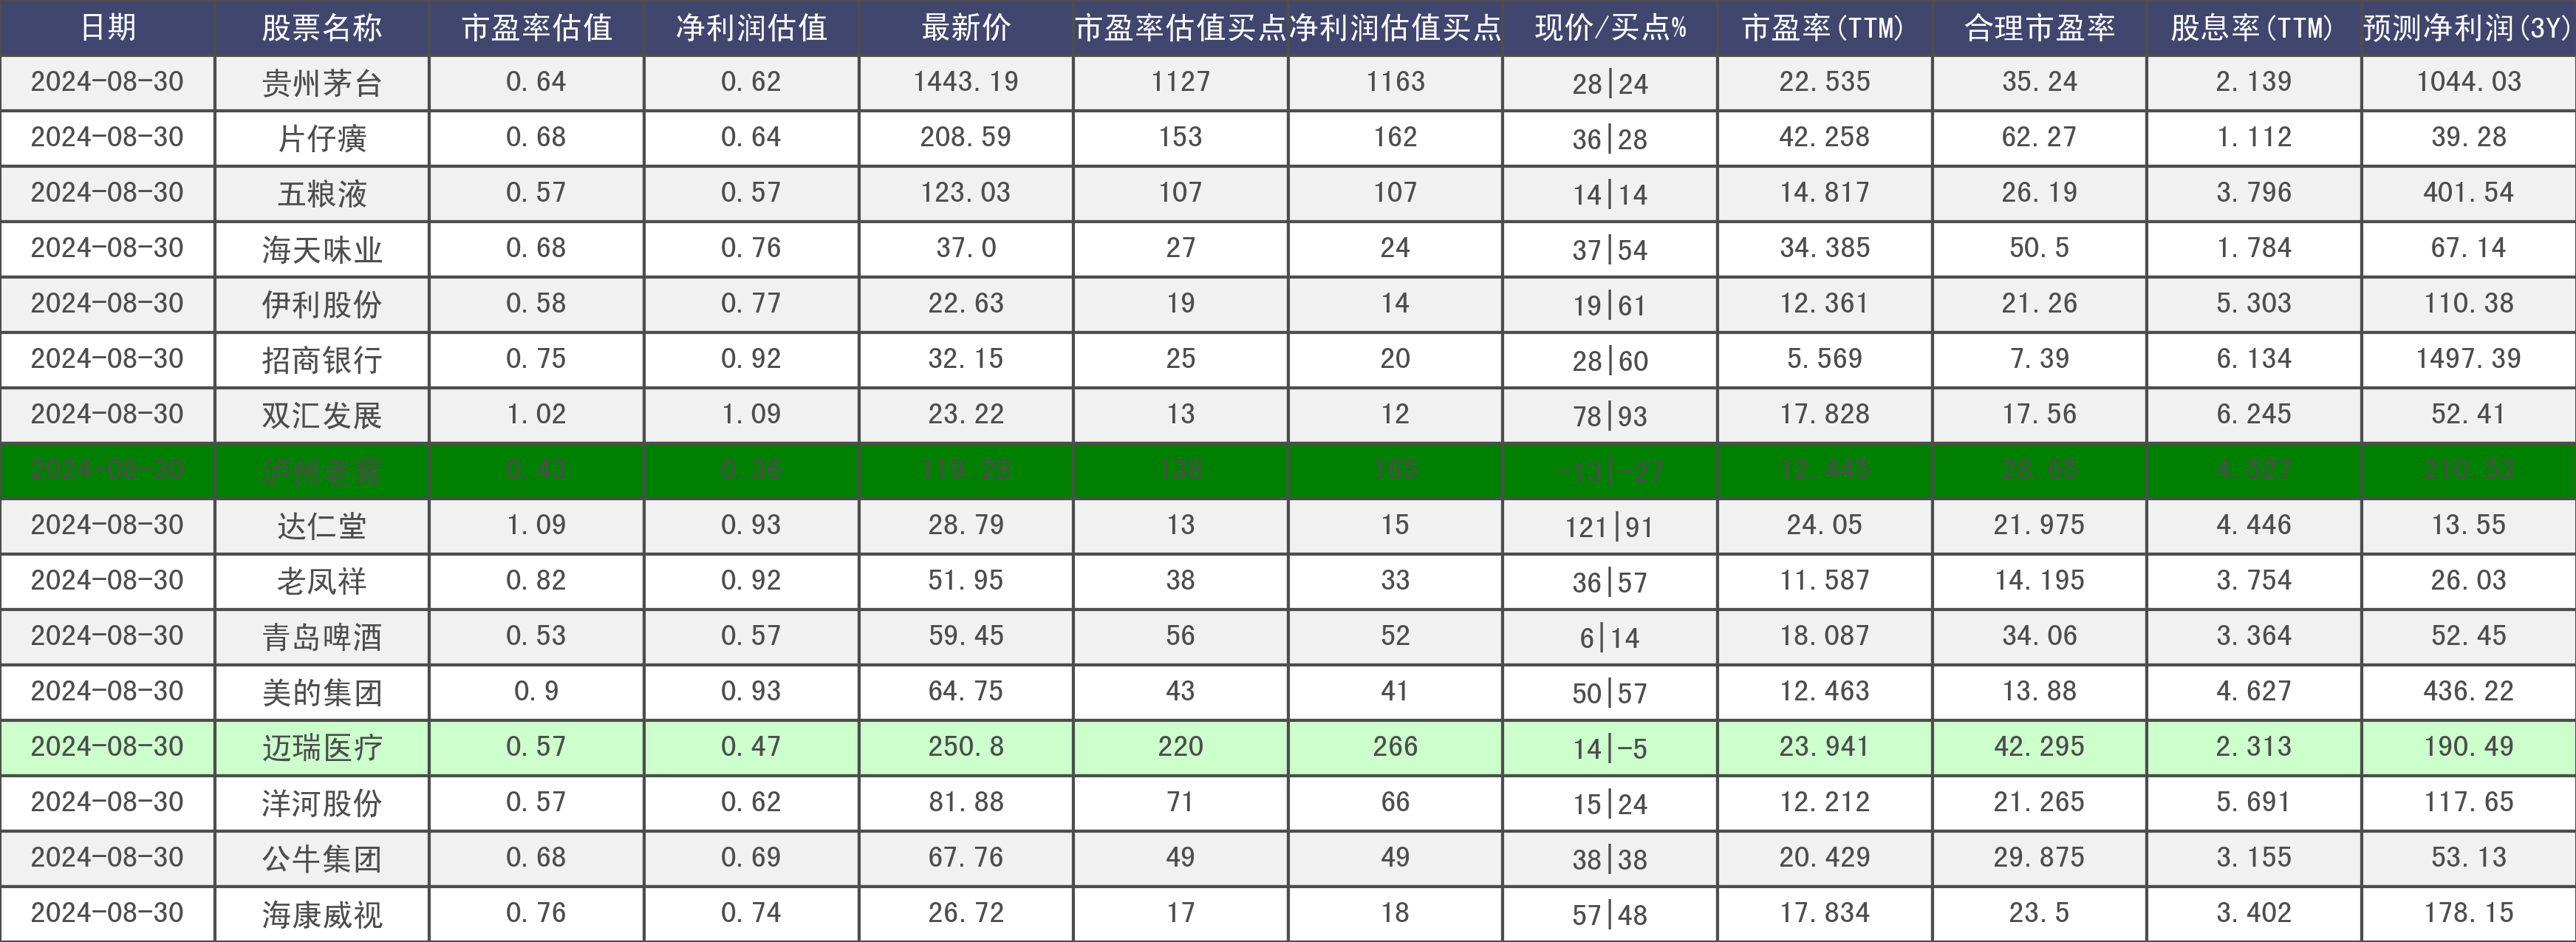 日期 股票名称 市盈率估值 净利润估值 最新价 市盈率估值买点 净利润估值买点 现价/买点% 市盈率(TTM) 合理市盈率 股息率(TTM) 预测净利润(3Y)
2024-08-30 贵州茅台 0.64 0.62 1443.19 1127 1163 28|24 22.535 35.24 2.139 1044.03
2024-08-30 片仔癀 0.68 0.64 208.59 153 162 36|28 42.258 62.27 1.112 39.28
2024-08-30 五粮液 0.57 0.57 123.03 107 107 14|14 14.817 26.19 3.796 401.54
2024-08-30 海天味业 0.68 0.76 37.0 27 24 37|54 34.385 50.5 1.784 67.14
2024-08-30 伊利股份 0.58 0.77 22.63 19 14 19|61 12.361 21.26 5.303 110.38
2024-08-30 招商银行 0.75 0.92 32.15 25 20 28|60 5.569 7.39 6.134 1497.39
2024-08-30 双汇发展 1.02 1.09 23.22 13 12 78|93 17.828 17.56 6.245 52.41
2024-08-30 泸州老窖 0.43 0.36 119.28 138 165 -13|-27 12.445 28.65 4.527 210.53
2024-08-30 达仁堂 1.09 0.93 28.79 13 15 121|91 24.05 21.975 4.446 13.55
2024-08-30 老凤祥 0.82 0.92 51.95 38 33 36|57 11.587 14.195 3.754 26.03
2024-08-30 青岛啤酒 0.53 0.57 59.45 56 52 6|14 18.087 34.06 3.364 52.45
2024-08-30 美的集团 0.9 0.93 64.75 43 41 50|57 12.463 13.88 4.627 436.22
2024-08-30 迈瑞医疗 0.57 0.47 250.8 220 266 14|-5 23.941 42.295 2.313 190.49
2024-08-30 洋河股份 0.57 0.62 81.88 71 66 15|24 12.212 21.265 5.691 117.65
2024-08-30 公牛集团 0.68 0.69 67.76 49 49 38|38 20.429 29.875 3.155 53.13
2024-08-30 海康威视 0.76 0.74 26.72 17 18 57|48 17.834 23.5 3.402 178.15